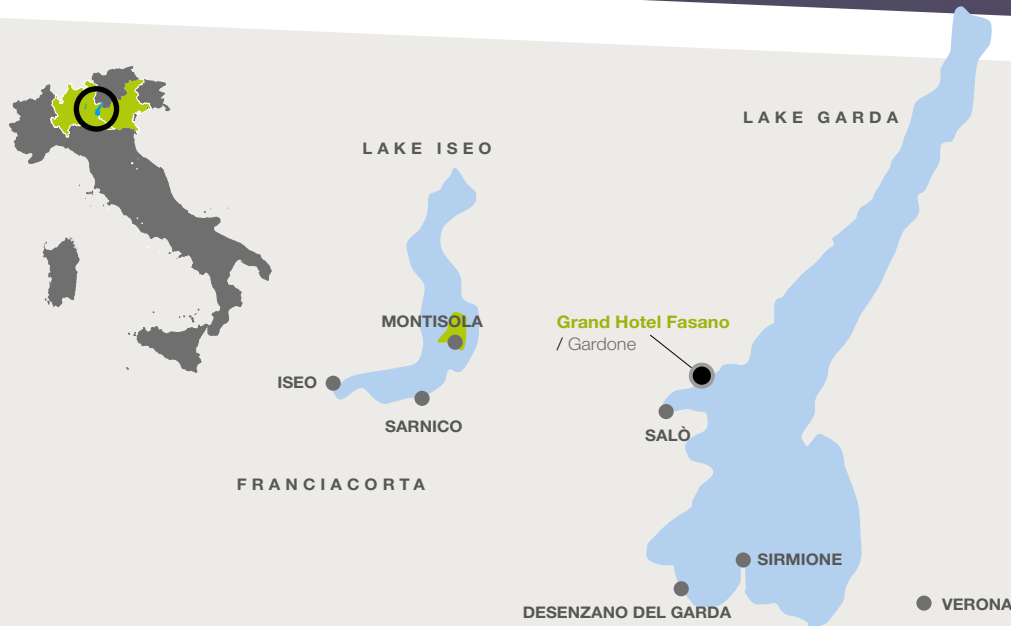 LAKE GARDA
LAKE ISEO
MONTISOLA
Grand Hotel Fasano
/ Gardone
ISEO
SARNICO
SALÒ
FRANCIACORTA
SIRMIONE
DESENZANO DEL GARDA
VERONA